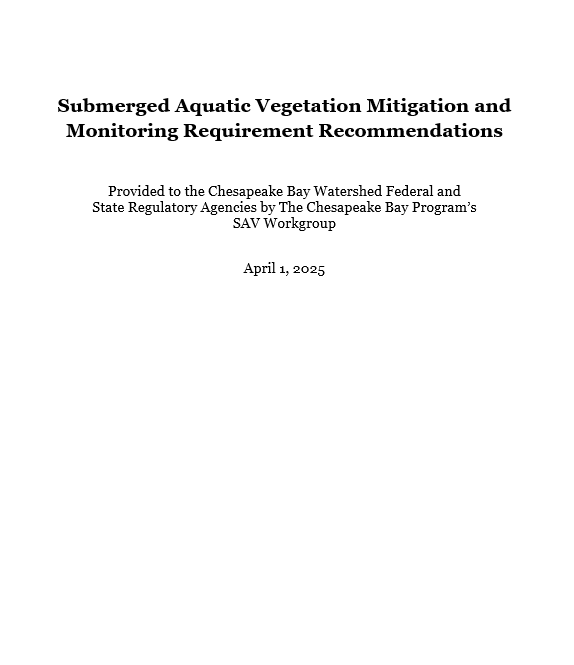 Submerged Aquatic Vegetation Mitigation and
Monitoring Requirement Recommendations
Provided to the Chesapeake Bay Watershed Federal and
State Regulatory Agencies by The Chesapeake Bay Program’s
SAV Workgroup
April 1, 2025